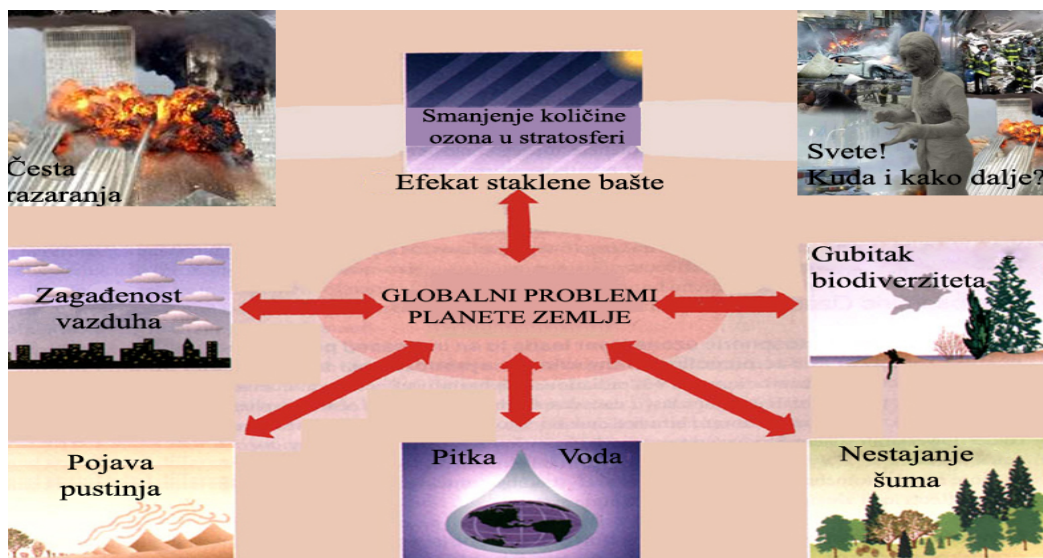 Česta
razaranja
Smanjenje količine
ozona u stratosferi
Efekat staklene bašte
Svete!
Kuda i kako dalje?
Zagađenost
vazduha
GLOBALNI PROBLEMI
PLANETE ZEMLJE
Gubitak
biodiverziteta
Pojava
pustinja
Pitka Voda
Nestajanje
šuma